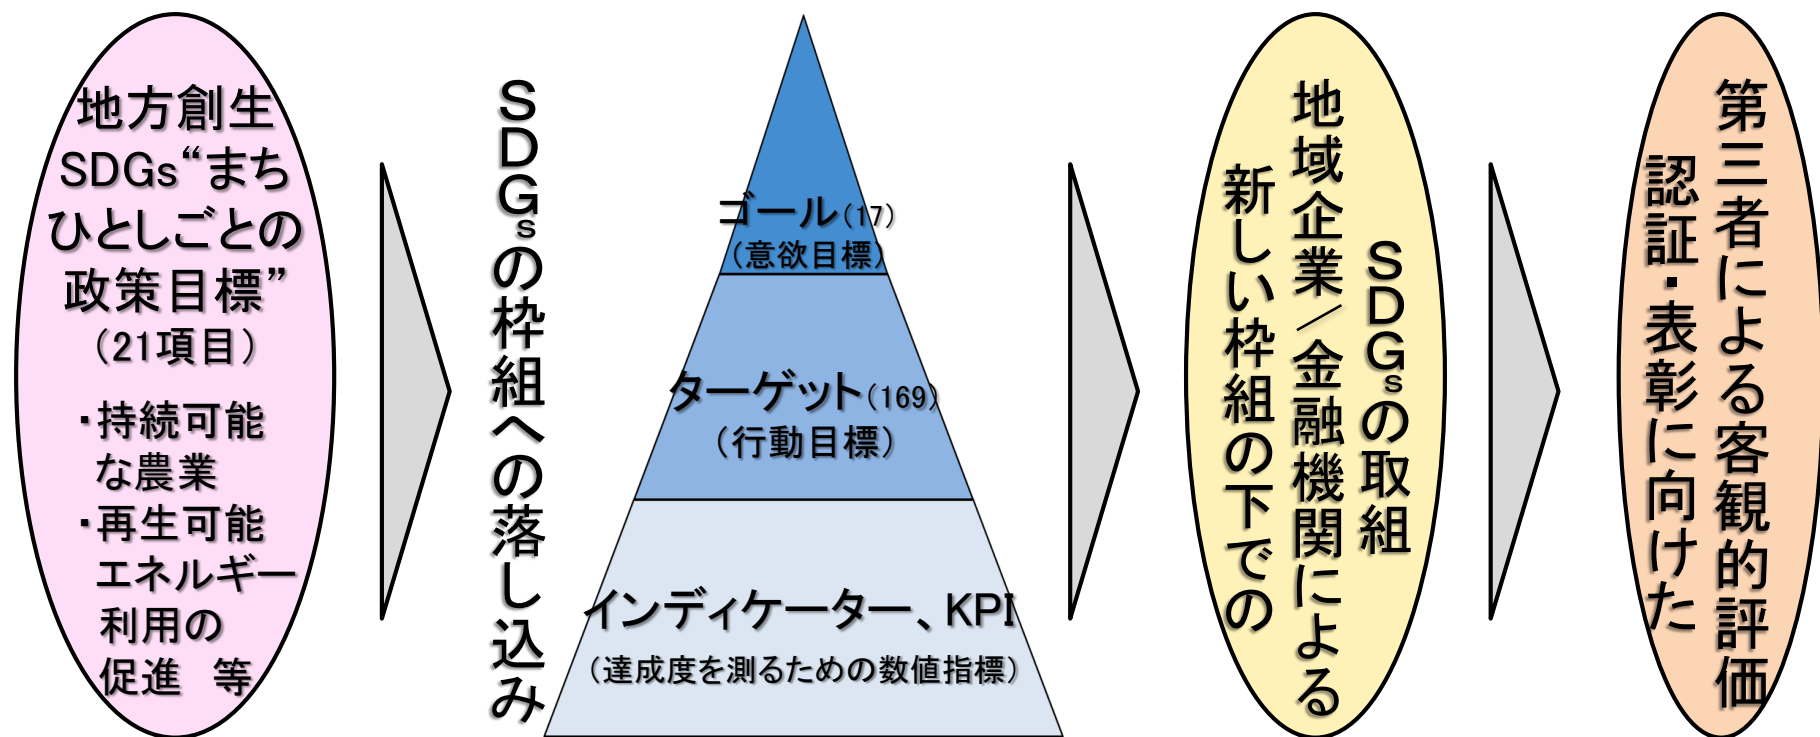 地方創生
SDGs“まち
ひとしごとの
政策目標”
（21項目）
・持続可能
な農業
・再生可能
エネルギー
利用の
促進　等
SDGsの枠組への落し込み
ゴール(17)
（意欲目標）
ターゲット(169)
（行動目標）
インディケーター、KPI
（達成度を測るための数値指標）
新しい枠組の下での
地域企業／金融機関による
SDGsの取組
認証・表彰に向けた
第三者による客観的評価